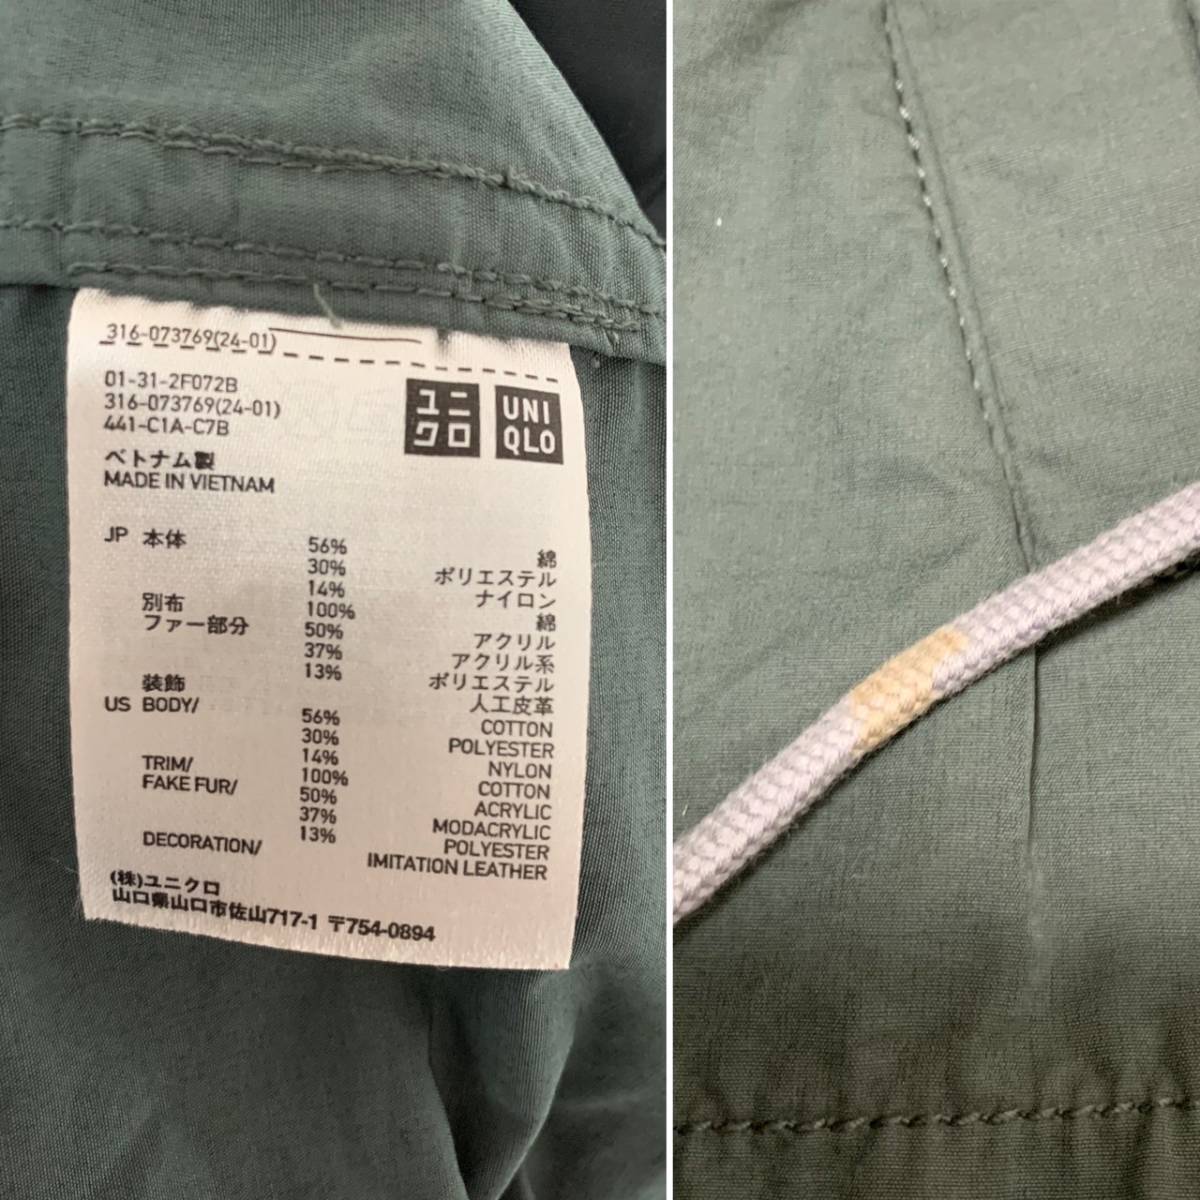 316-073769(24-01)
01-31-2F072B
316-073769(24-01)
441-C1A-C7B
ユニクロ
UNIQLO
ベトナム製
MADE IN VIETNAM
JP 本体 56% 綿
30% ポリエステル
14% ナイロン
別布 100% 綿
ファー部分 50% アクリル
37% アクリル系
13% ポリエステル
装飾 人工皮革
US BODY/ 56% COTTON
30% POLYESTER
14% NYLON
TRIM/ 100% COTTON
FAKE FUR/ 50% ACRYLIC
37% MODACRYLIC
13% POLYESTER
DECORATION/ IMITATION LEATHER
(株)ユニクロ
山口県山口市佐山717-1 〒754-0894